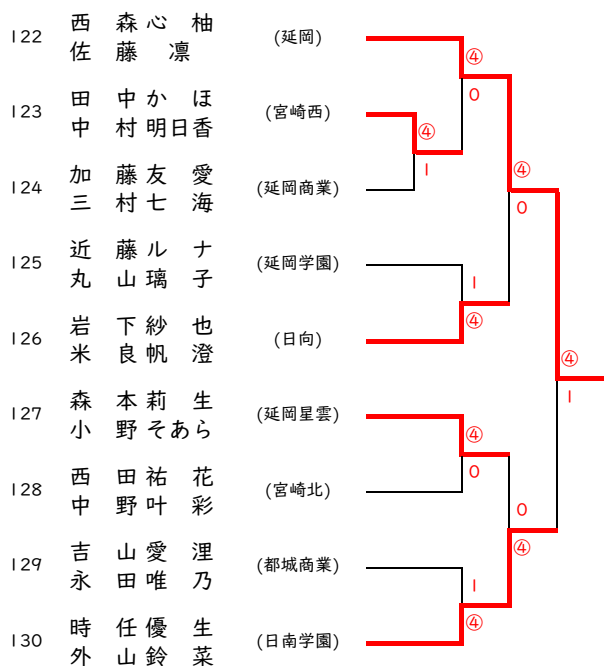 122 西森心柚 (延岡)
佐藤凛
④
0
123 田中かほ (宮崎西)
中村明日香
④
1
④
0
124 加藤友愛 (延岡商業)
三村七海
125 近藤ルナ (延岡学園)
丸山璃子
1
④
126 岩下紗也 (日向)
米良帆澄
④
1
127 森本莉生 (延岡星雲)
小野そあら
④
0
128 西田祐花 (宮崎北)
中野叶彩
0
④
129 吉山愛浬 (都城商業)
永田唯乃
1
④
130 時任優生 (日南学園)
外山鈴菜